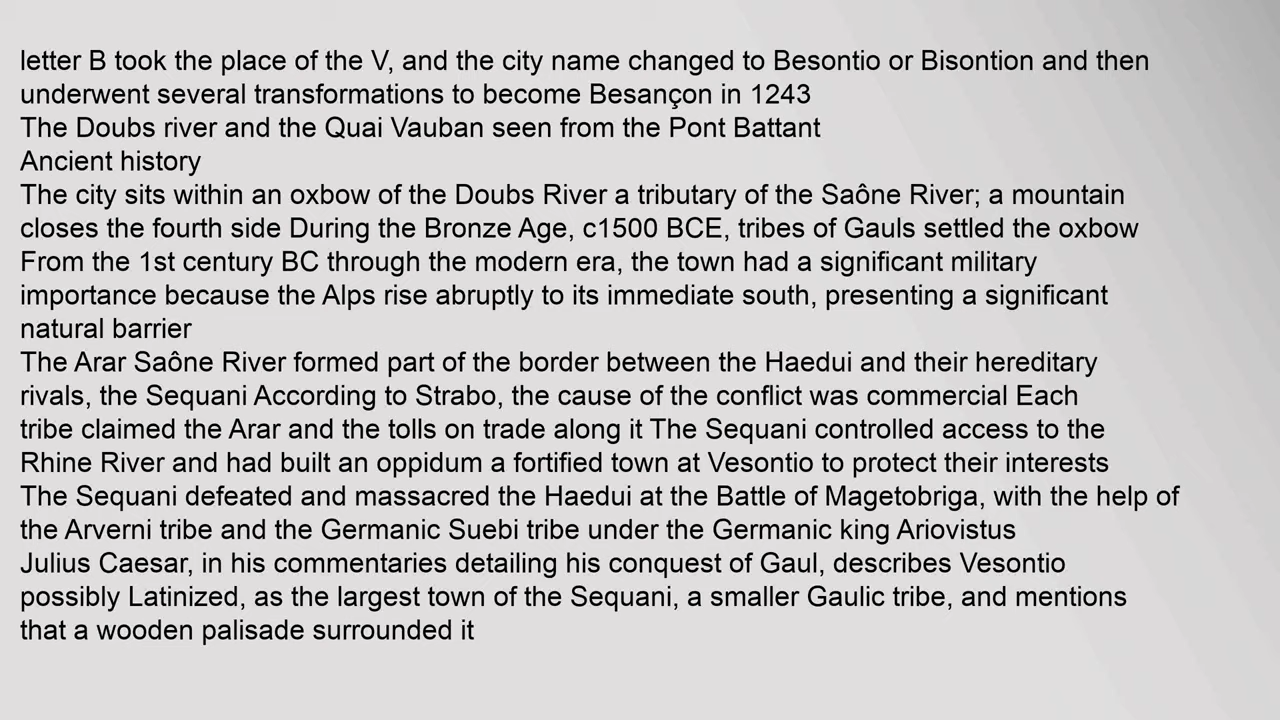 letter B took the place of the V, and the city name changed to Besontio or Bisontion and then
underwent several transformations to become Besançon in 1243
The Doubs river and the Quai Vauban seen from the Pont Battant
Ancient history
The city sits within an oxbow of the Doubs River a tributary of the Saône River; a mountain
closes the fourth side During the Bronze Age, c1500 BCE, tribes of Gauls settled the oxbow
From the 1st century BC through the modern era, the town had a significant military
importance because the Alps rise abruptly to its immediate south, presenting a significant
natural barrier
The Arar Saône River formed part of the border between the Haedui and their hereditary
rivals, the Sequani According to Strabo, the cause of the conflict was commercial Each
tribe claimed the Arar and the tolls on trade along it The Sequani controlled access to the
Rhine River and had built an oppidum a fortified town at Vesontio to protect their interests
The Sequani defeated and massacred the Haedui at the Battle of Magetobriga, with the help of
the Arverni tribe and the Germanic Suebi tribe under the Germanic king Ariovistus
Julius Caesar, in his commentaries detailing his conquest of Gaul, describes Vesontio
possibly Latinized, as the largest town of the Sequani, a smaller Gaulic tribe, and mentions
that a wooden palisade surrounded it